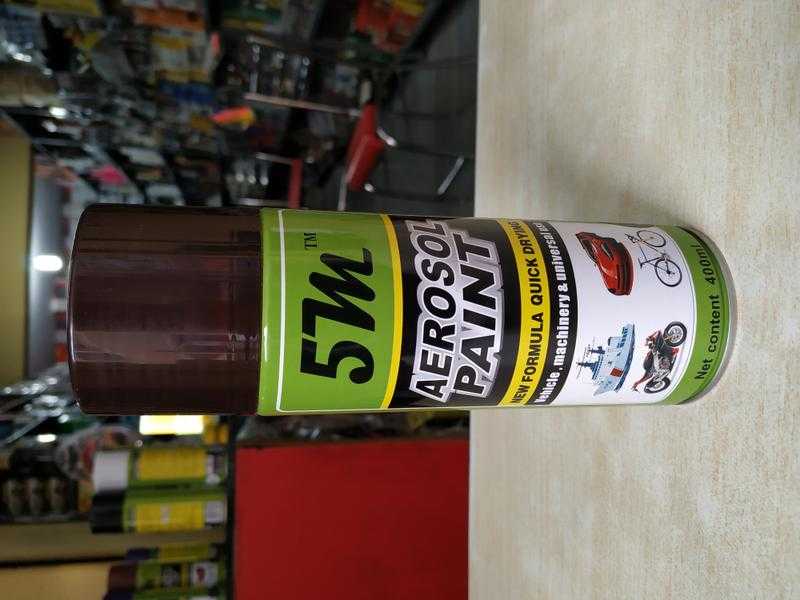 5m™
AEROSOL
PAINT
NEW FORMULA QUICK DRYING
Vehicle, machinery & universal use
Net content 400ml